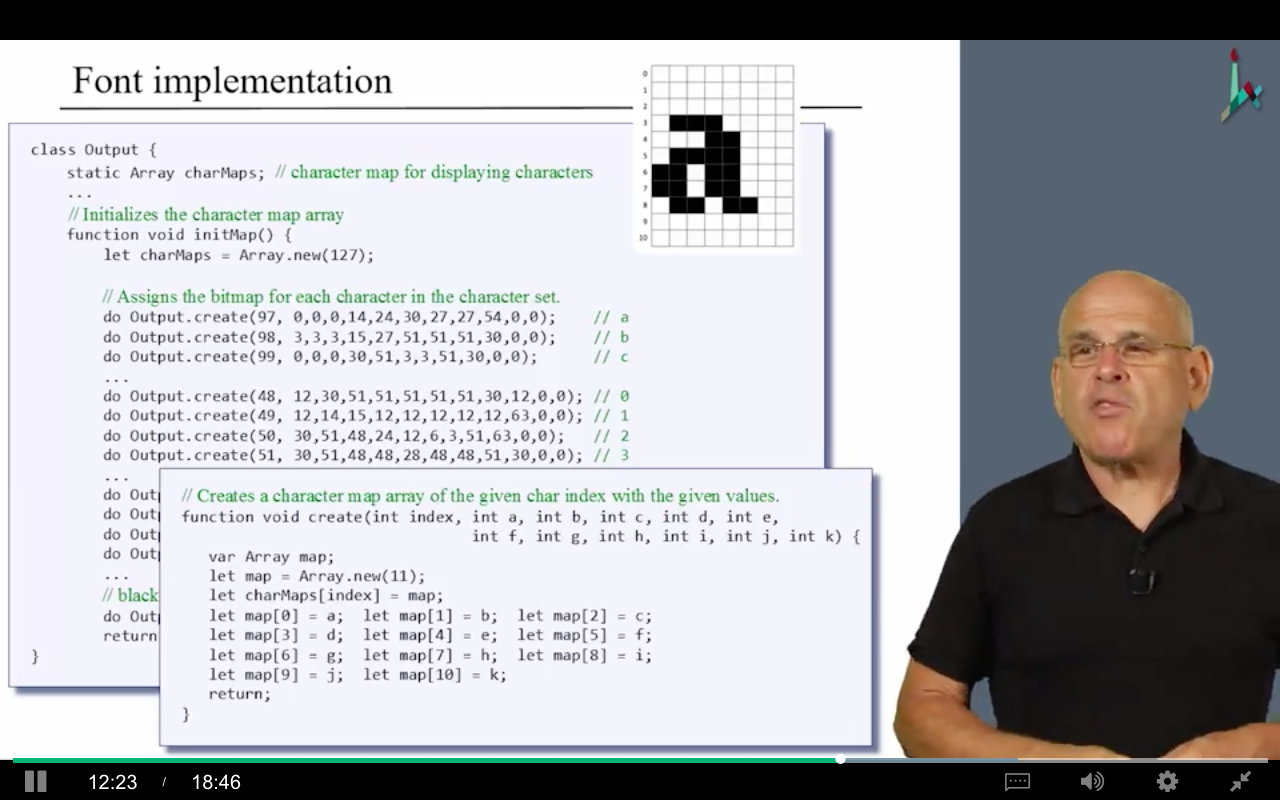 Font implementation
0
1
2
3
4
5
6
7
8
9
10
class Output {
static Array charMaps; // character map for displaying characters
...
// Initializes the character map array
function void initMap() {
let charMaps = Array.new(127);
// Assigns the bitmap for each character in the character set.
do Output.create(97, 0,0,0,14,24,30,27,27,54,0,0); // a
do Output.create(98, 3,3,3,15,27,51,51,51,30,0,0); // b
do Output.create(99, 0,0,0,30,51,3,3,51,30,0,0); // c
...
do Output.create(48, 12,30,51,51,51,51,51,30,12,0,0); // 0
do Output.create(49, 12,14,15,12,12,12,12,12,63,0,0); // 1
do Output.create(50, 30,51,48,24,12,6,3,51,63,0,0); // 2
do Output.create(51, 30,51,48,48,28,48,48,51,30,0,0); // 3
...
do Outp
do Out
do Out
do Out
...
// black
do Out
return
}
// Creates a character map array of the given char index with the given values.
function void create(int index, int a, int b, int c, int d, int e,
int f, int g, int h, int i, int j, int k) {
var Array map;
let map = Array.new(11);
let charMaps[index] = map;
let map[0] = a; let map[1] = b; let map[2] = c;
let map[3] = d; let map[4] = e; let map[5] = f;
let map[6] = g; let map[7] = h; let map[8] = i;
let map[9] = j; let map[10] = k;
return;
}
12:23 / 18:46